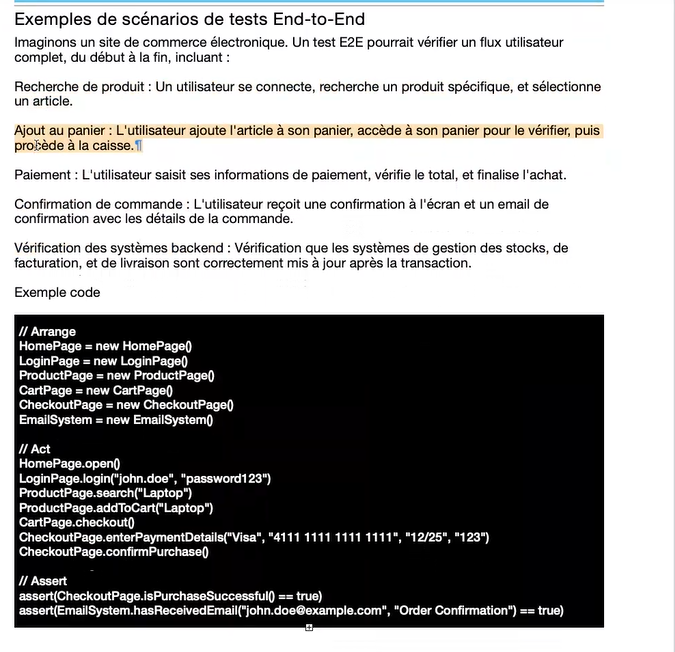 Exemples de scénarios de tests End-to-End
Imaginons un site de commerce électronique. Un test E2E pourrait vérifier un flux utilisateur
complet, du début à la fin, incluant :
Recherche de produit : Un utilisateur se connecte, recherche un produit spécifique, et sélectionne
un article.
Ajout au panier : L'utilisateur ajoute l'article à son panier, accède à son panier pour le vérifier, puis
procède à la caisse.¶
Paiement : L'utilisateur saisit ses informations de paiement, vérifie le total, et finalise l'achat.
Confirmation de commande : L'utilisateur reçoit une confirmation à l'écran et un email de
confirmation avec les détails de la commande.
Vérification des systèmes backend : Vérification que les systèmes de gestion des stocks, de
facturation, et de livraison sont correctement mis à jour après la transaction.
Exemple code
// Arrange
HomePage = new HomePage()
LoginPage = new LoginPage()
ProductPage = new ProductPage()
CartPage = new CartPage()
CheckoutPage = new CheckoutPage()
EmailSystem = new EmailSystem()
// Act
HomePage.open()
LoginPage.login("john.doe", "password123")
ProductPage.search("Laptop")
ProductPage.addToCart("Laptop")
CartPage.checkout()
CheckoutPage.enterPaymentDetails("Visa", "4111 1111 1111 1111", "12/25", "123")
CheckoutPage.confirmPurchase()
// Assert
assert(CheckoutPage.isPurchaseSuccessful() == true)
assert(EmailSystem.hasReceivedEmail("john.doe@example.com", "Order Confirmation") == true)